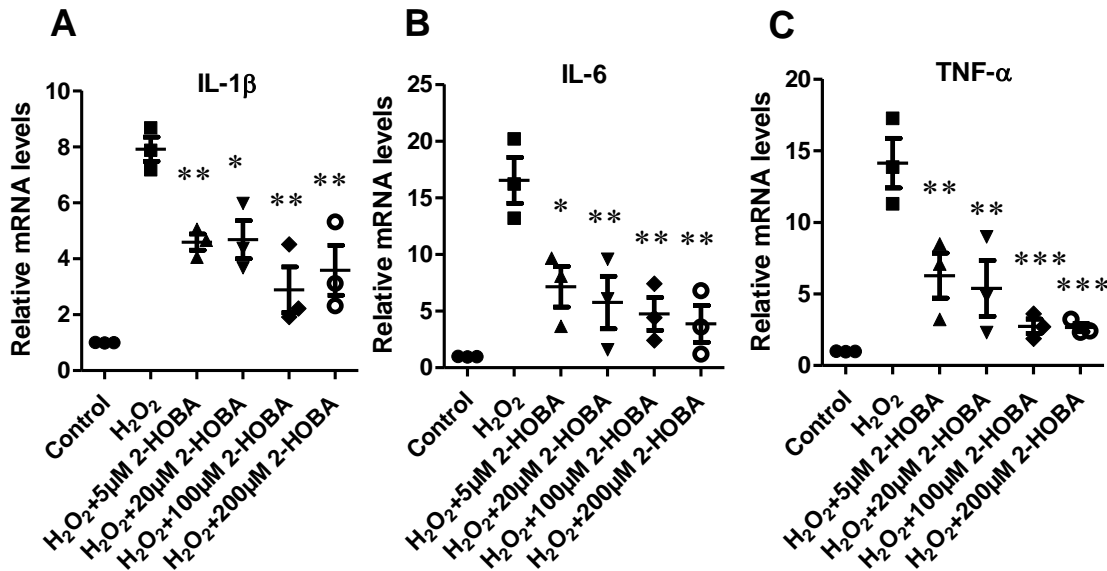 A
IL-1β
Relative mRNA levels
10
8
6
4
2
0
**
*
**
**
Control
H₂O₂
H₂O₂+5µM 2-HOBA
H₂O₂+20µM 2-HOBA
H₂O₂+100µM 2-HOBA
H₂O₂+200µM 2-HOBA
B
IL-6
Relative mRNA levels
25
20
15
10
5
0
*
**
**
**
Control
H₂O₂
H₂O₂+5µM 2-HOBA
H₂O₂+20µM 2-HOBA
H₂O₂+100µM 2-HOBA
H₂O₂+200µM 2-HOBA
C
TNF-α
Relative mRNA levels
20
15
10
5
0
**
**
***
***
Control
H₂O₂
H₂O₂+5µM 2-HOBA
H₂O₂+20µM 2-HOBA
H₂O₂+100µM 2-HOBA
H₂O₂+200µM 2-HOBA